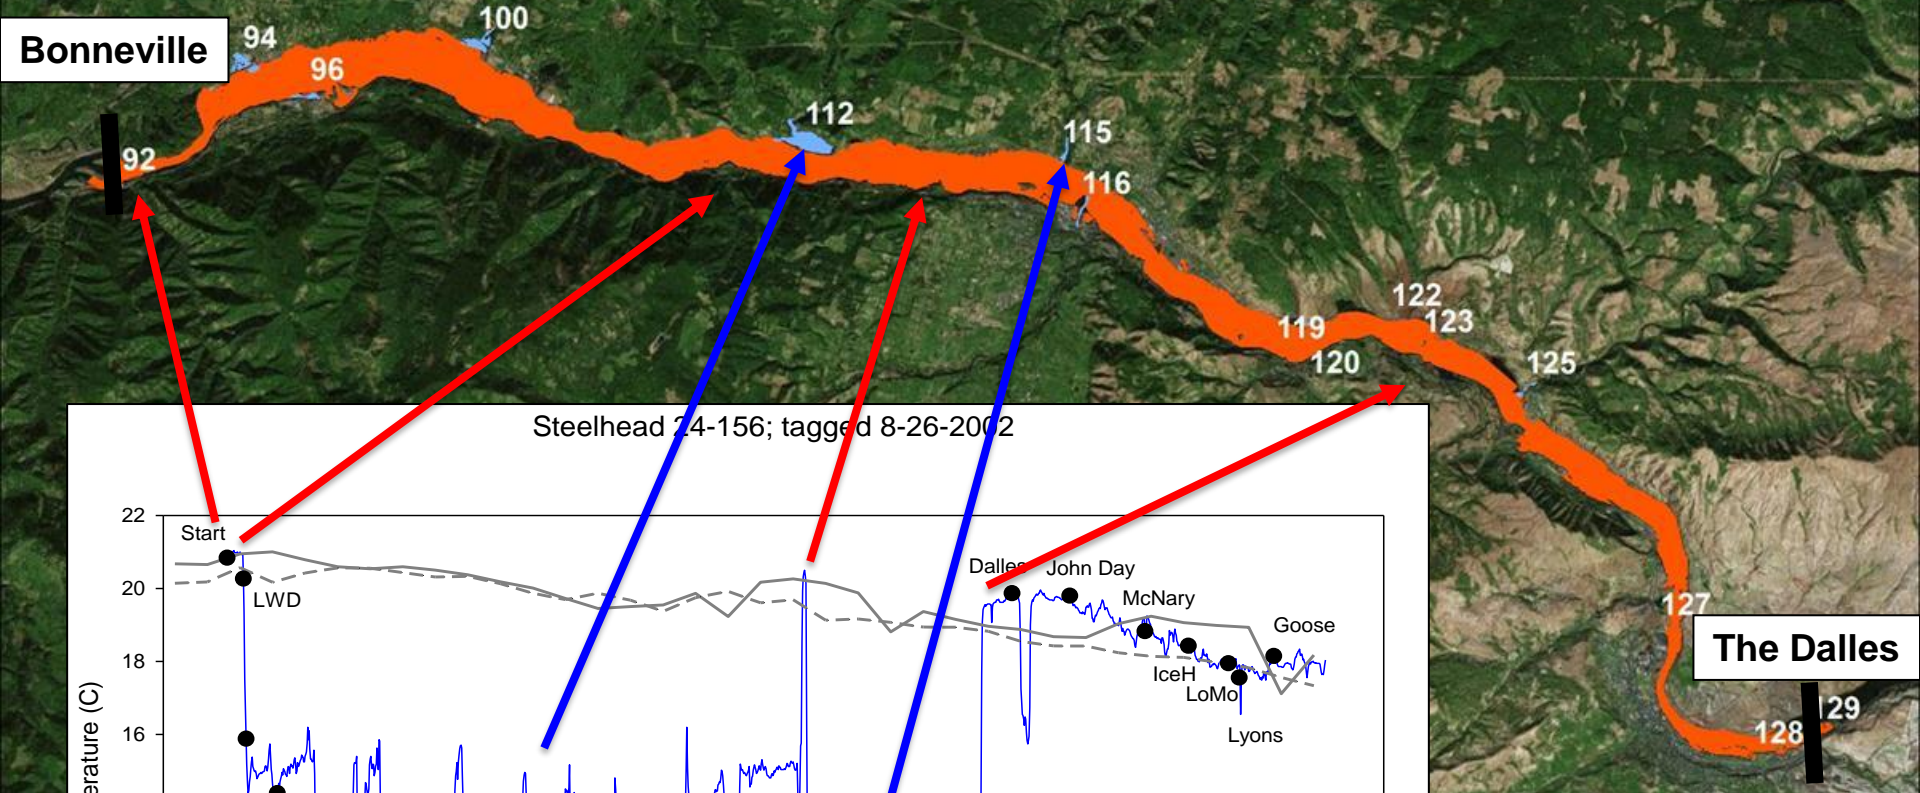 Bonneville
94
96
100
92
112
115
116
119
120
122
123
125
127
The Dalles
128
129
Steelhead 24-156; tagged 8-26-2002
22
20
18
16
erature (C)
Start
LWD
Dalles
John Day
McNary
IceH
LoMo
Lyons
Goose